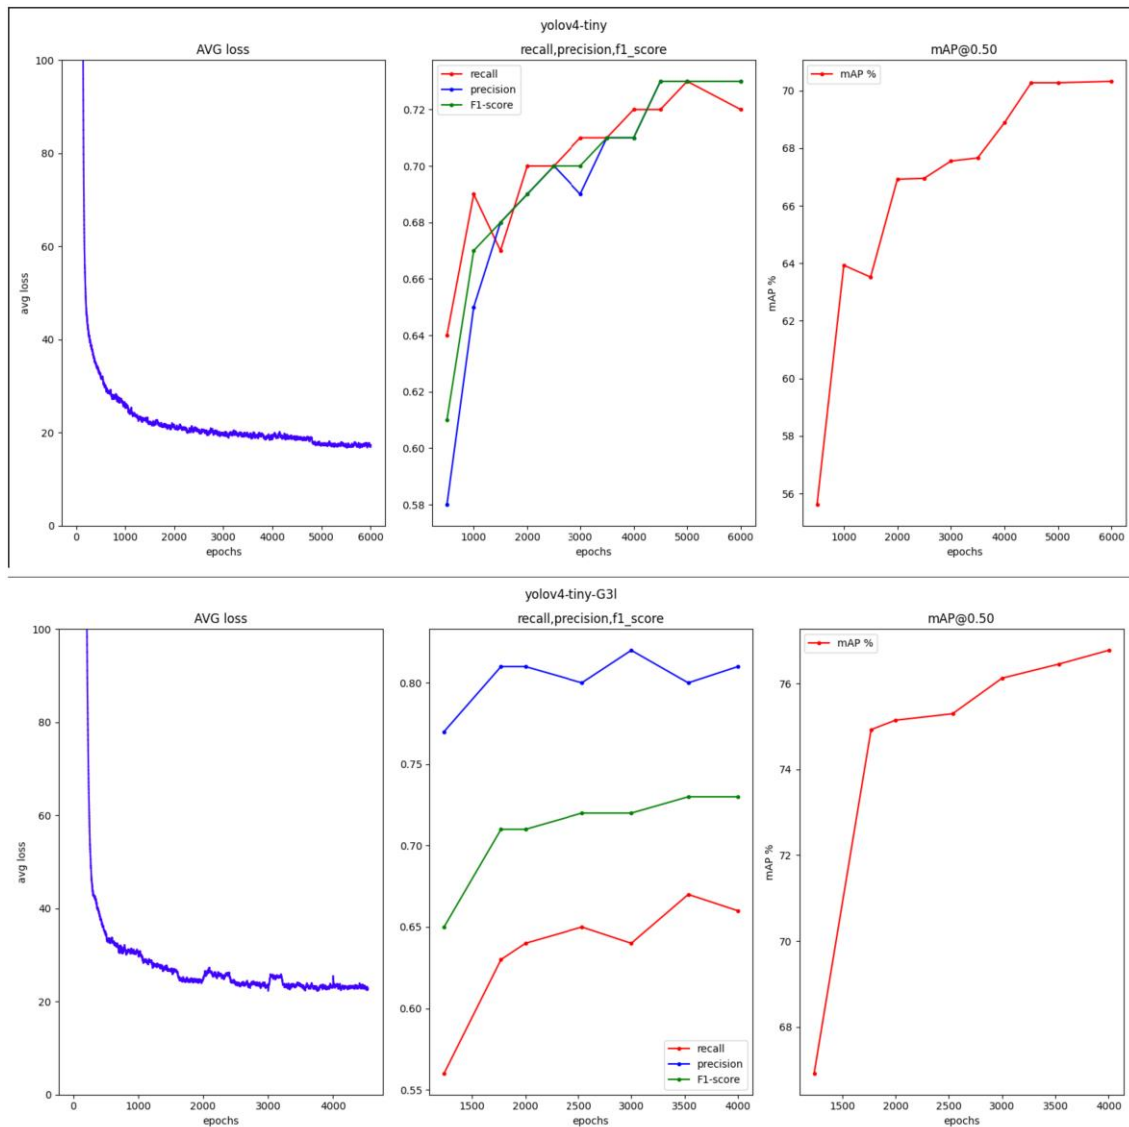 yolov4-tiny
AVG loss
100
80
60
40
20
0
avg loss
0 1000 2000 3000 4000 5000 6000
epochs
recall,precision,f1_score
recall
precision
F1-score
0.72
0.70
0.68
0.66
0.64
0.62
0.60
0.58
1000 2000 3000 4000 5000 6000
epochs
mAP@0.50
mAP %
70
68
66
64
62
60
58
56
mAP %
1000 2000 3000 4000 5000 6000
epochs
yolov4-tiny-G3l
AVG loss
100
80
60
40
20
0
avg loss
0 1000 2000 3000 4000
epochs
recall,precision,f1_score
0.80
0.75
0.70
0.65
0.60
0.55
recall
precision
F1-score
1500 2000 2500 3000 3500 4000
epochs
mAP@0.50
mAP %
76
74
72
70
68
mAP %
1500 2000 2500 3000 3500 4000
epochs